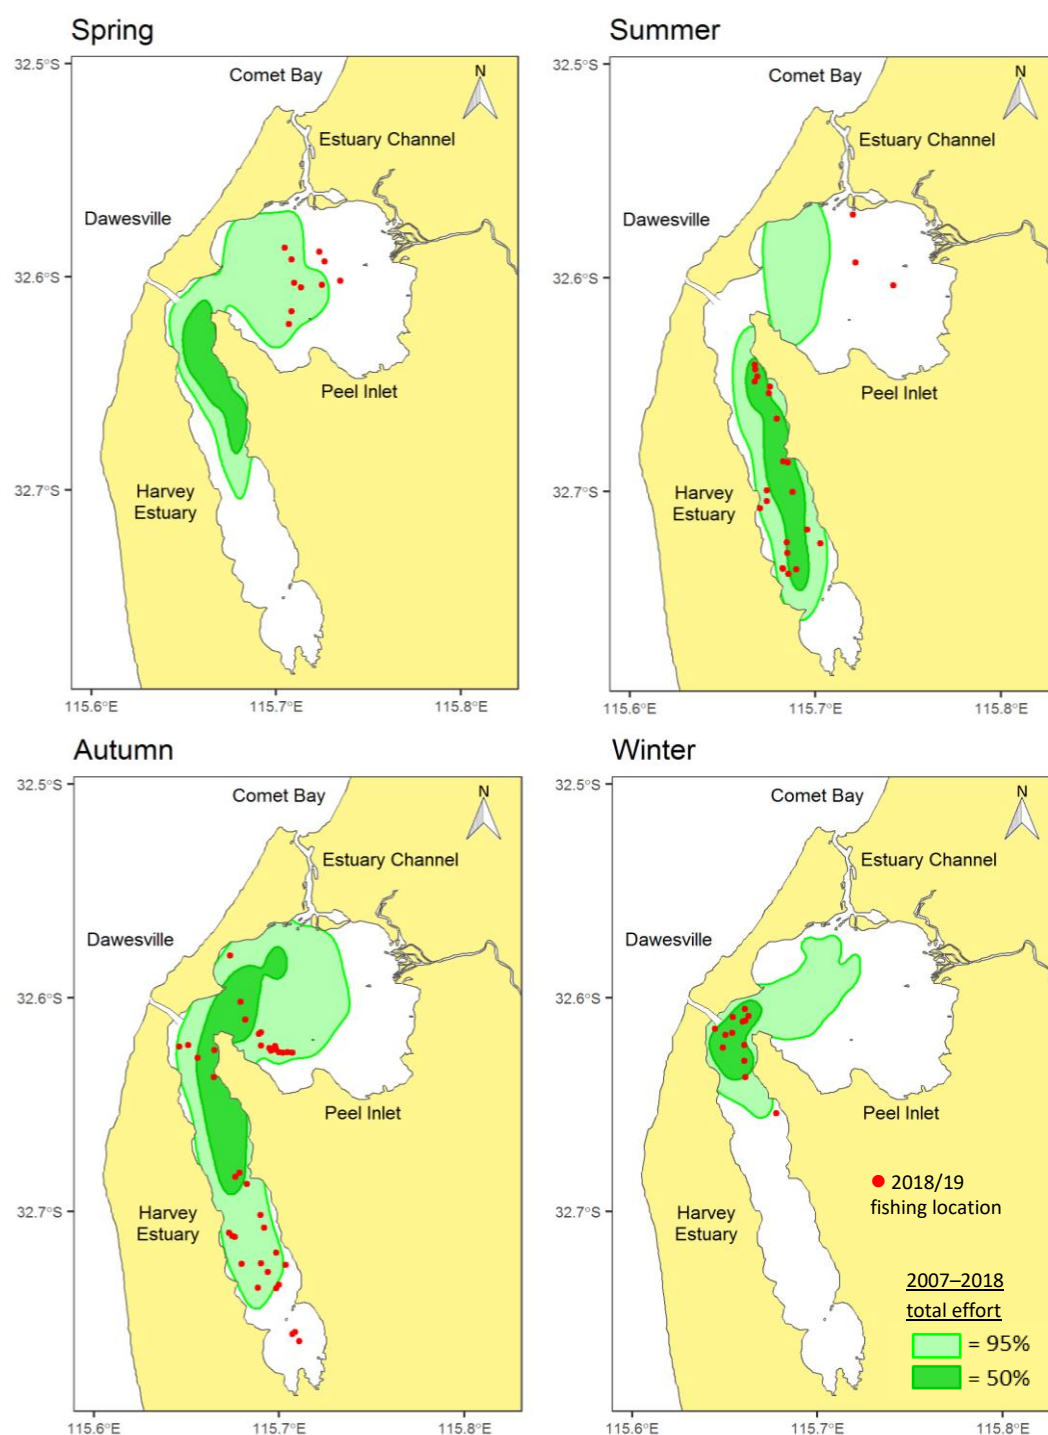 Spring
32.5°S
32.6°S
32.7°S
Comet Bay
N
Estuary Channel
Dawesville
Peel Inlet
Harvey
Estuary
115.6°E
115.7°E
115.8°E
Summer
32.5°S
32.6°S
32.7°S
Comet Bay
N
Estuary Channel
Dawesville
Peel Inlet
Harvey
Estuary
115.6°E
115.7°E
115.8°E
Autumn
32.5°S
32.6°S
32.7°S
Comet Bay
N
Estuary Channel
Dawesville
Peel Inlet
Harvey
Estuary
115.6°E
115.7°E
115.8°E
Winter
32.5°S
32.6°S
32.7°S
Comet Bay
N
Estuary Channel
Dawesville
Peel Inlet
Harvey
Estuary
2018/19
fishing location
2007–2018
total effort
= 95%
= 50%
115.6°E
115.7°E
115.8°E